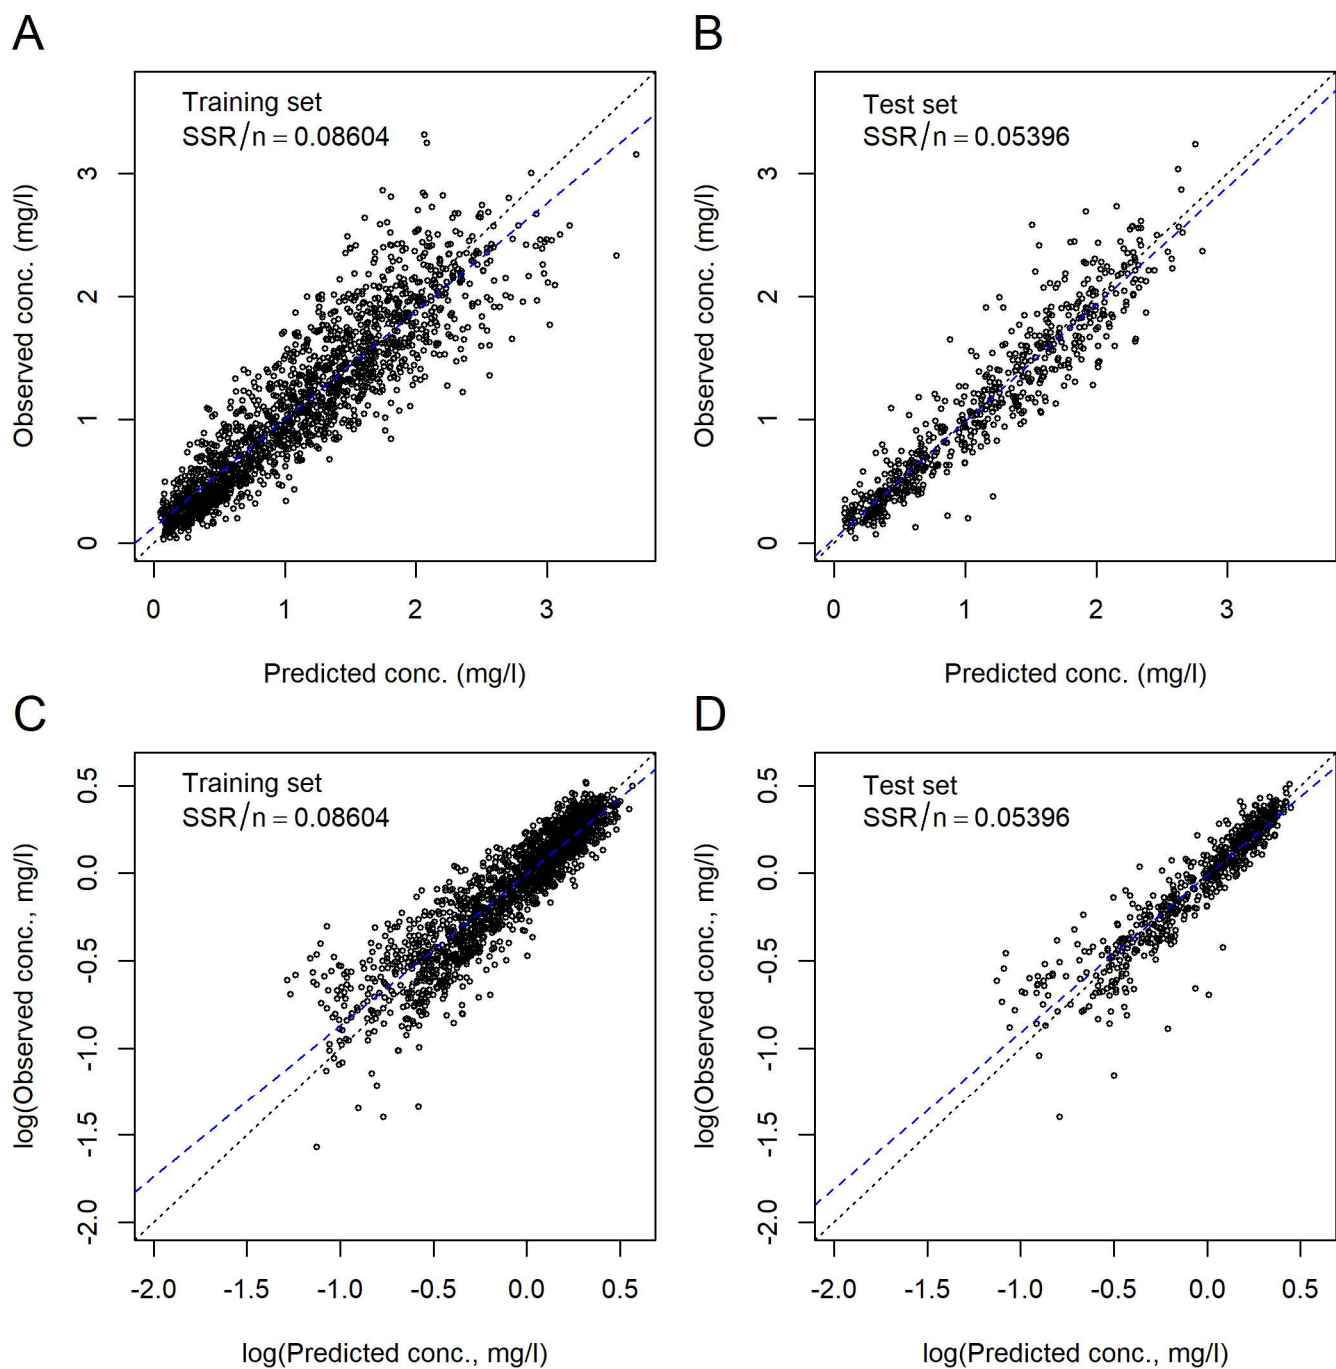 A
Training set
SSR/n = 0.08604
Observed conc. (mg/l)
3
2
1
0
0 1 2 3
Predicted conc. (mg/l)
B
Test set
SSR/n = 0.05396
Observed conc. (mg/l)
3
2
1
0
0 1 2 3
Predicted conc. (mg/l)
C
Training set
SSR/n = 0.08604
log(Observed conc., mg/l)
0.5
0.0
-0.5
-1.0
-1.5
-2.0
-2.0 -1.5 -1.0 -0.5 0.0 0.5
log(Predicted conc., mg/l)
D
Test set
SSR/n = 0.05396
log(Observed conc., mg/l)
0.5
0.0
-0.5
-1.0
-1.5
-2.0
-2.0 -1.5 -1.0 -0.5 0.0 0.5
log(Predicted conc., mg/l)